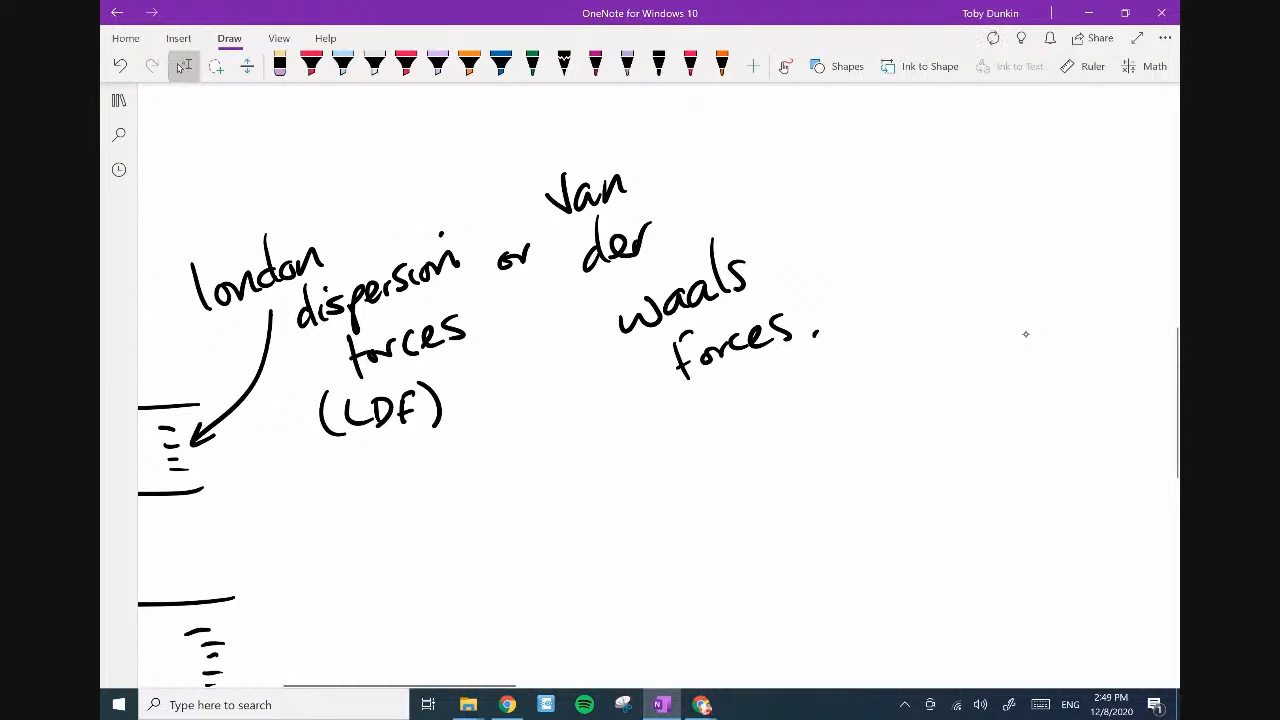 OneNote for Windows 10
Toby Dunkin
Home
Insert
Draw
View
Help
Share
Shapes
Ink to Shape
Ink to Text
Ruler
Math
london
dispersion
forces
(LDF)
or
Van
der
waals
forces.
Type here to search
ENG
2:49 PM
12/8/2020
1